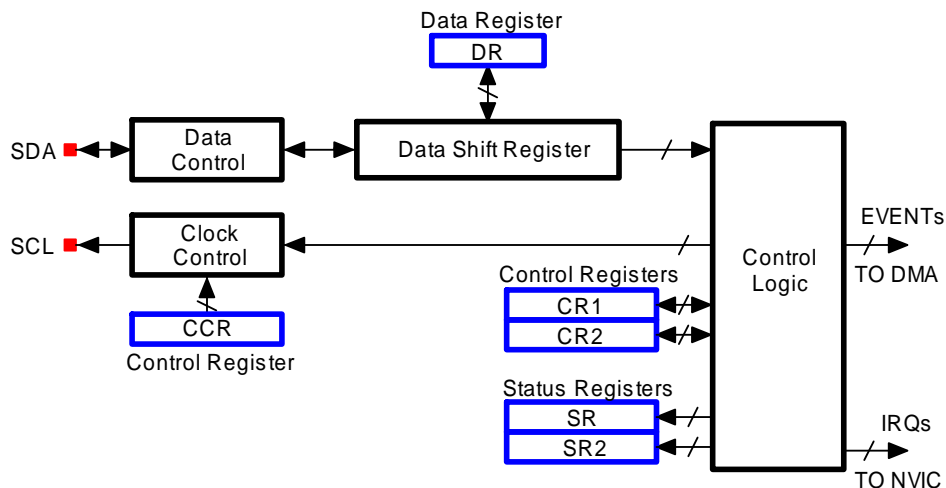 Data Register
DR
SDA
Data
Control
Data Shift Register
SCL
Clock
Control
CCR
Control Register
Control Registers
CR1
CR2
Status Registers
SR
SR2
Control
Logic
EVENTs
TO DMA
IRQs
TO NVIC